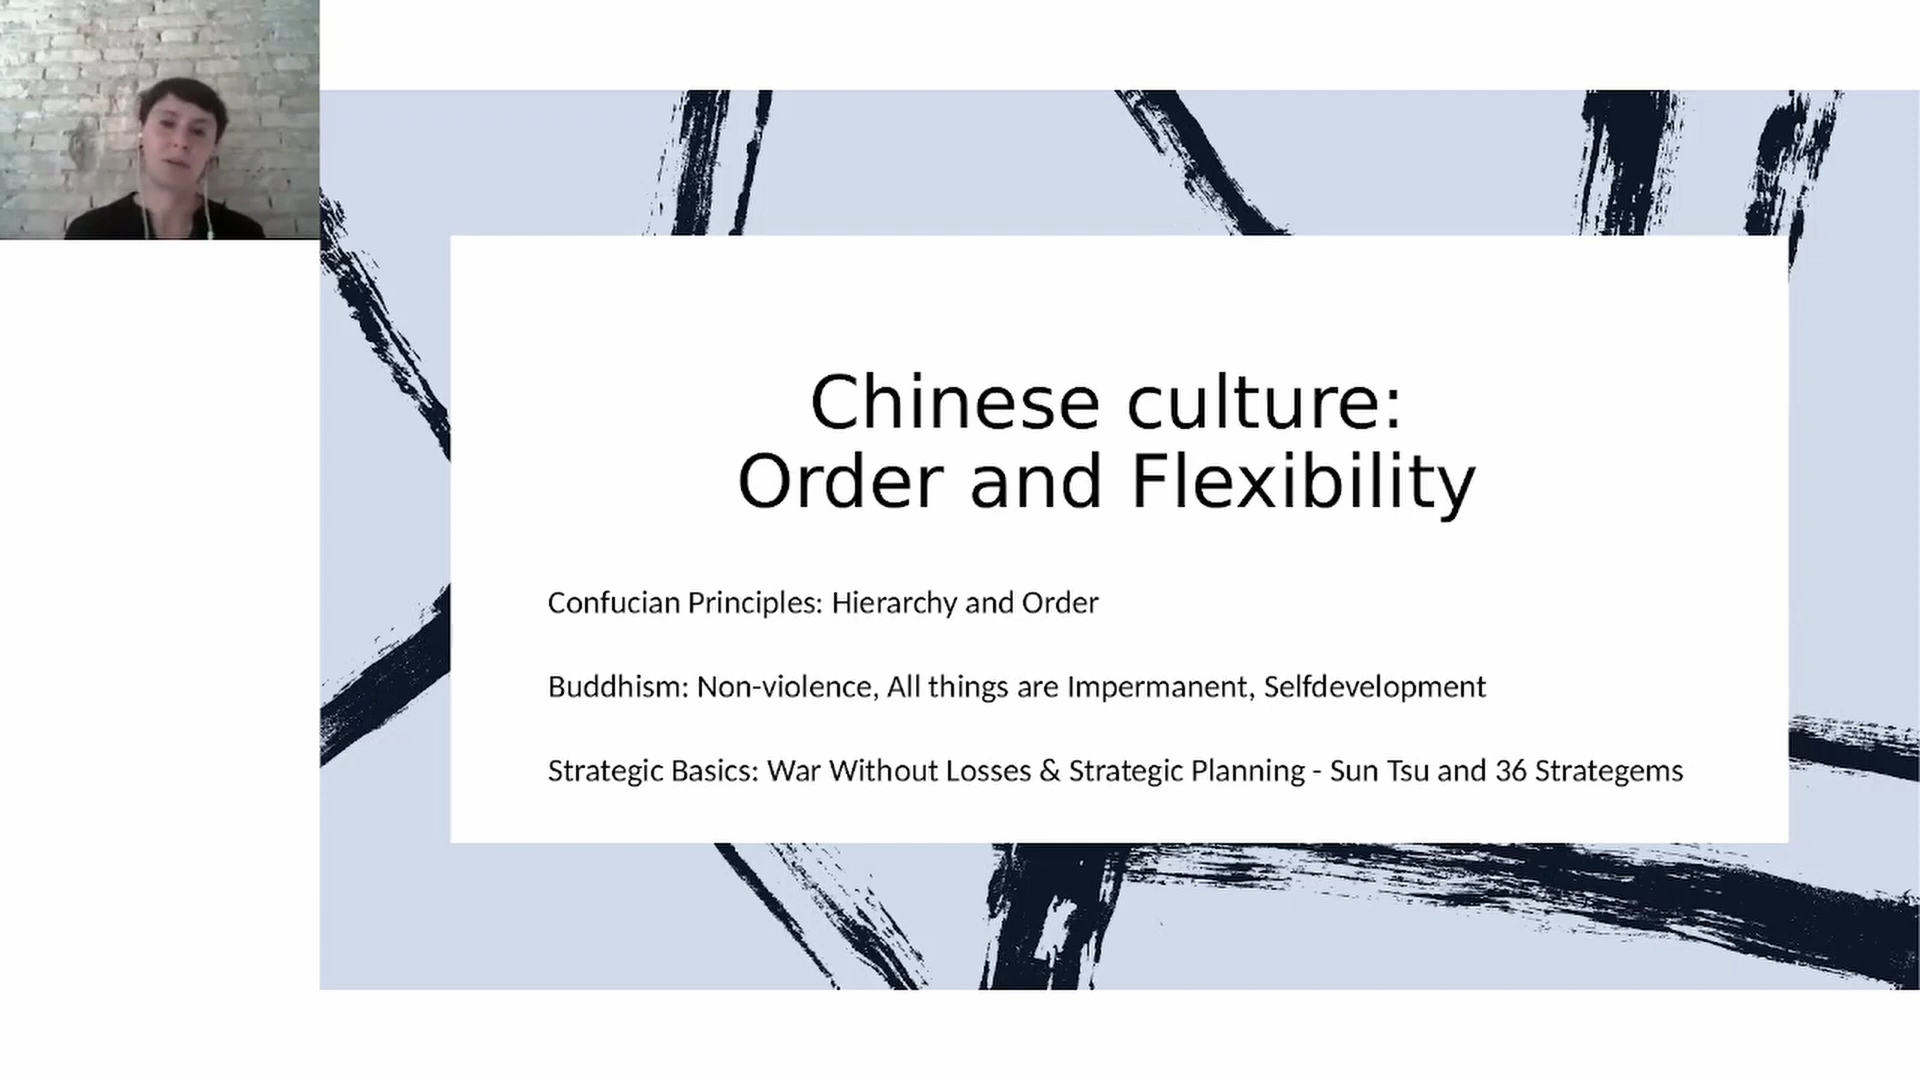 Chinese culture:
Order and Flexibility
Confucian Principles: Hierarchy and Order
Buddhism: Non-violence, All things are Impermanent, Selfdevelopment
Strategic Basics: War Without Losses & Strategic Planning - Sun Tsu and 36 Strategems